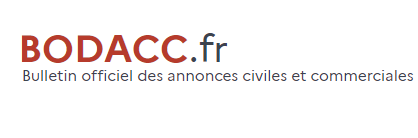 BODACC.fr
Bulletin officiel des annonces civiles et commerciales